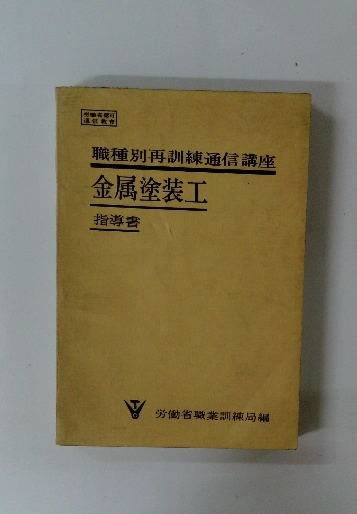 労働省認可
通信教育
職種別再訓練通信講座
金属塗装工
指導書
労働省職業訓練局編